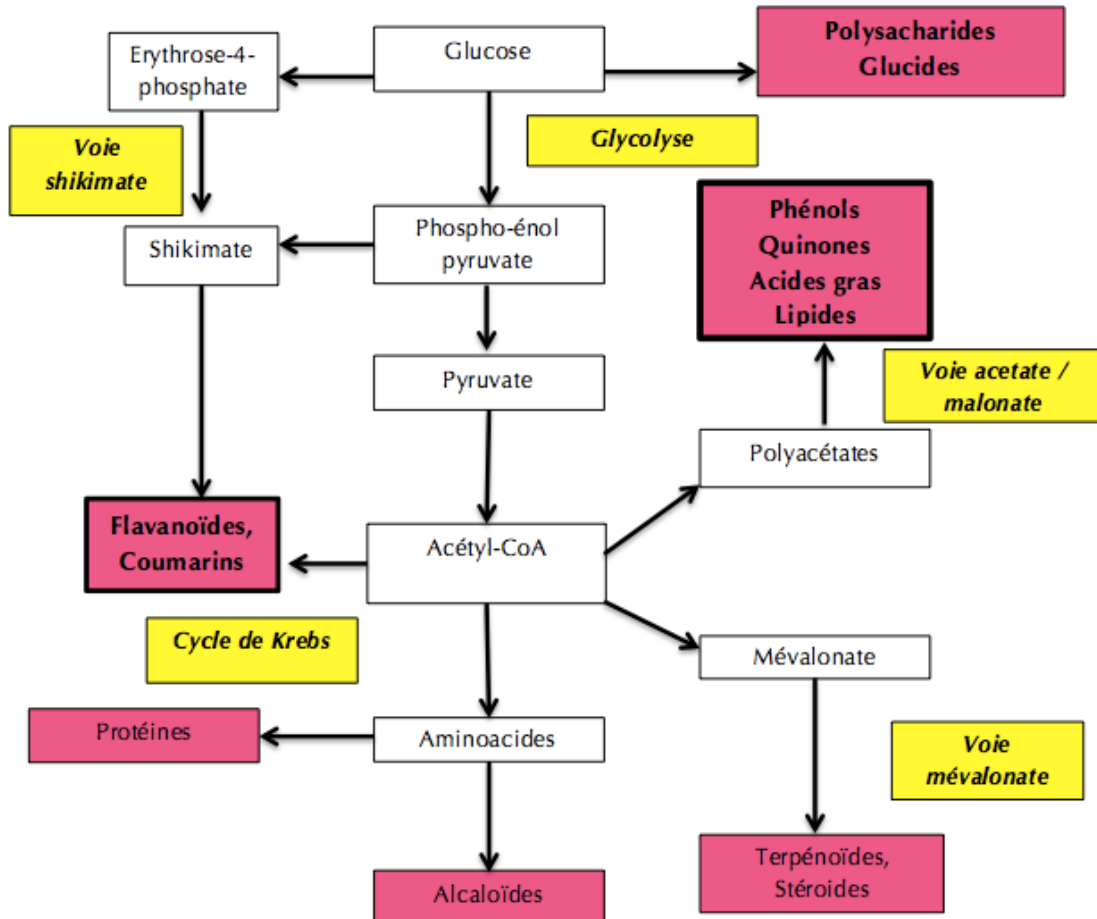 Erythrose-4-
phosphate
Glucose
Polysacharides
Glucides
Voie
shikimate
Glycolyse
Shikimate
Phospho-énol
pyruvate
Phénols
Quinones
Acides gras
Lipides
Pyruvate
Voie acetate /
malonate
Polyacétates
Flavanoïdes,
Coumarins
Acétyl-CoA
Cycle de Krebs
Mévalonate
Protéines
Aminoacides
Voie
mévalonate
Alcaloïdes
Terpénoïdes,
Stéroides